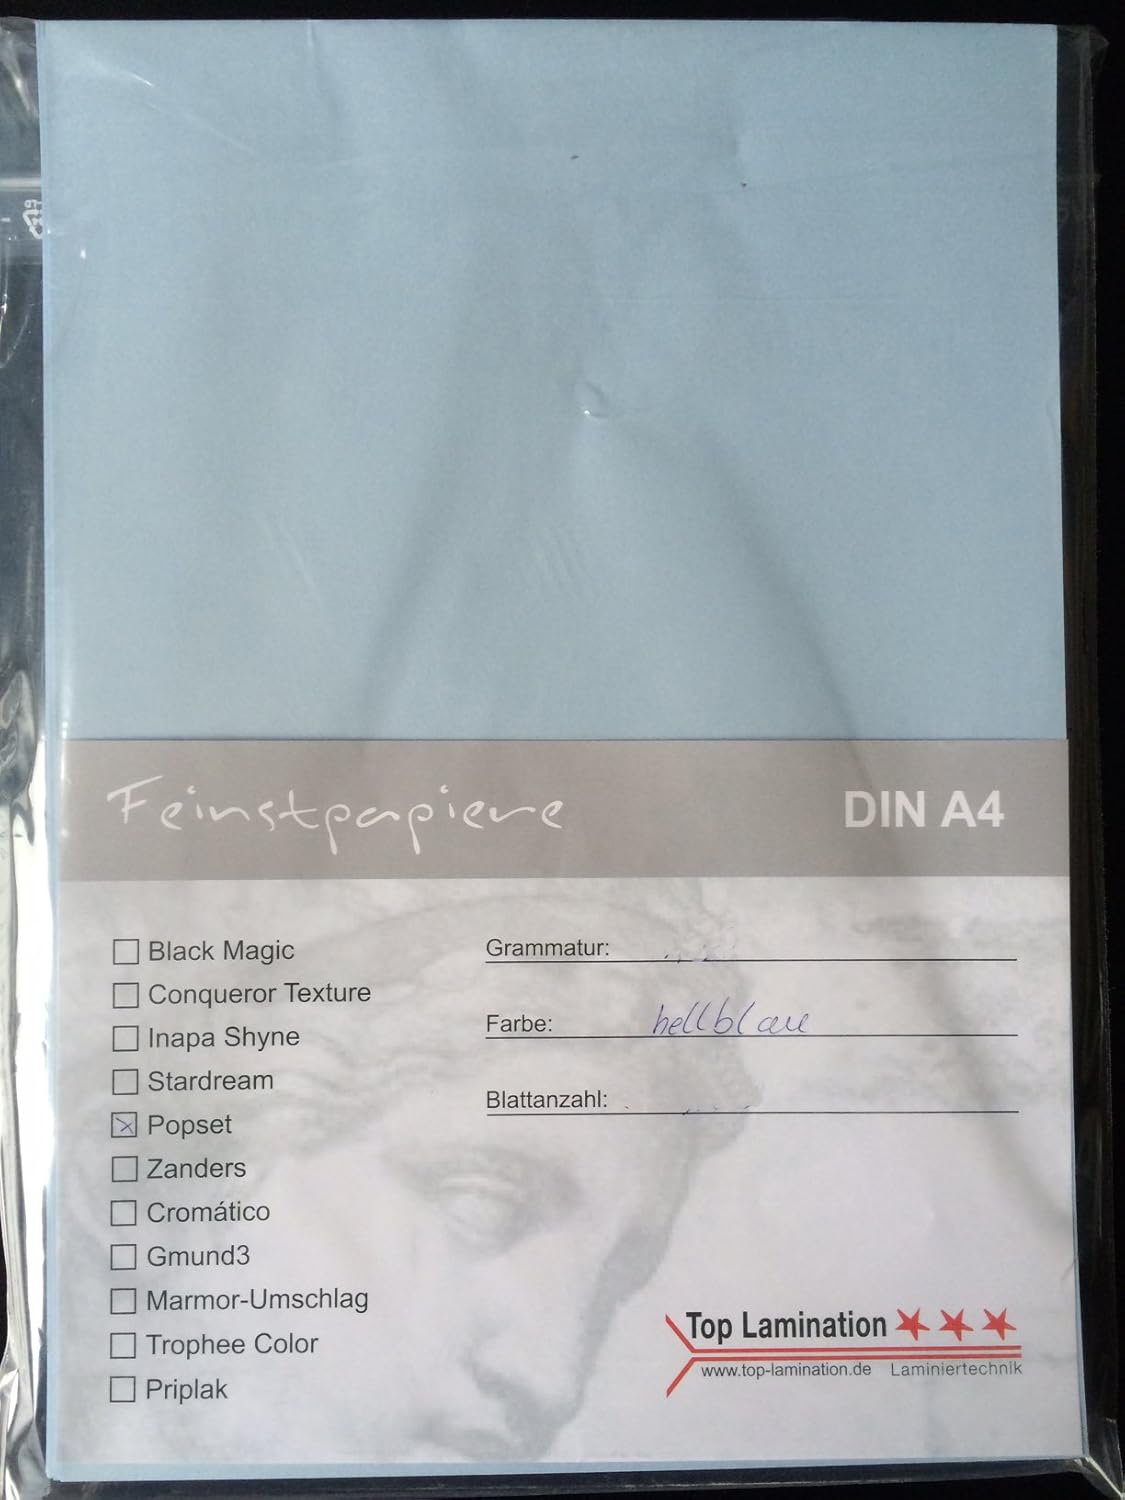 Feinstpapiere
DIN A4
Black Magic
Conqueror Texture
Inapa Shyne
Stardream
Popset
Zanders
Cromático
Gmund3
Marmor-Umschlag
Trophee Color
Priplak
Grammatur:
Farbe: hellblau
Blattanzahl:
Top Lamination
www.top-lamination.de Laminiertechnik